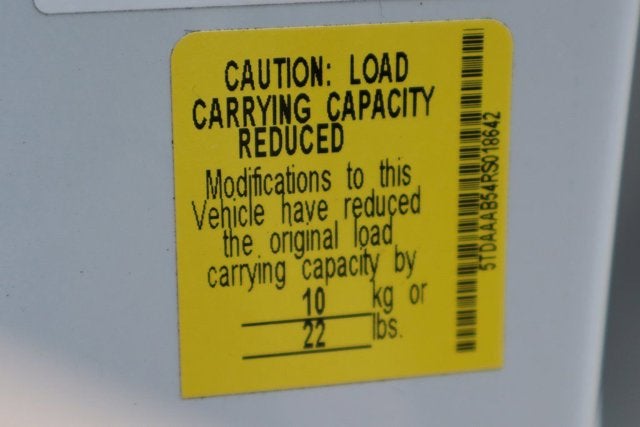 CAUTION: LOAD
CARRYING CAPACITY
REDUCED
Modifications to this
Vehicle have reduced
the original load
carrying capacity by
10 kg or
22 lbs.
5TDAAAB54RS018642